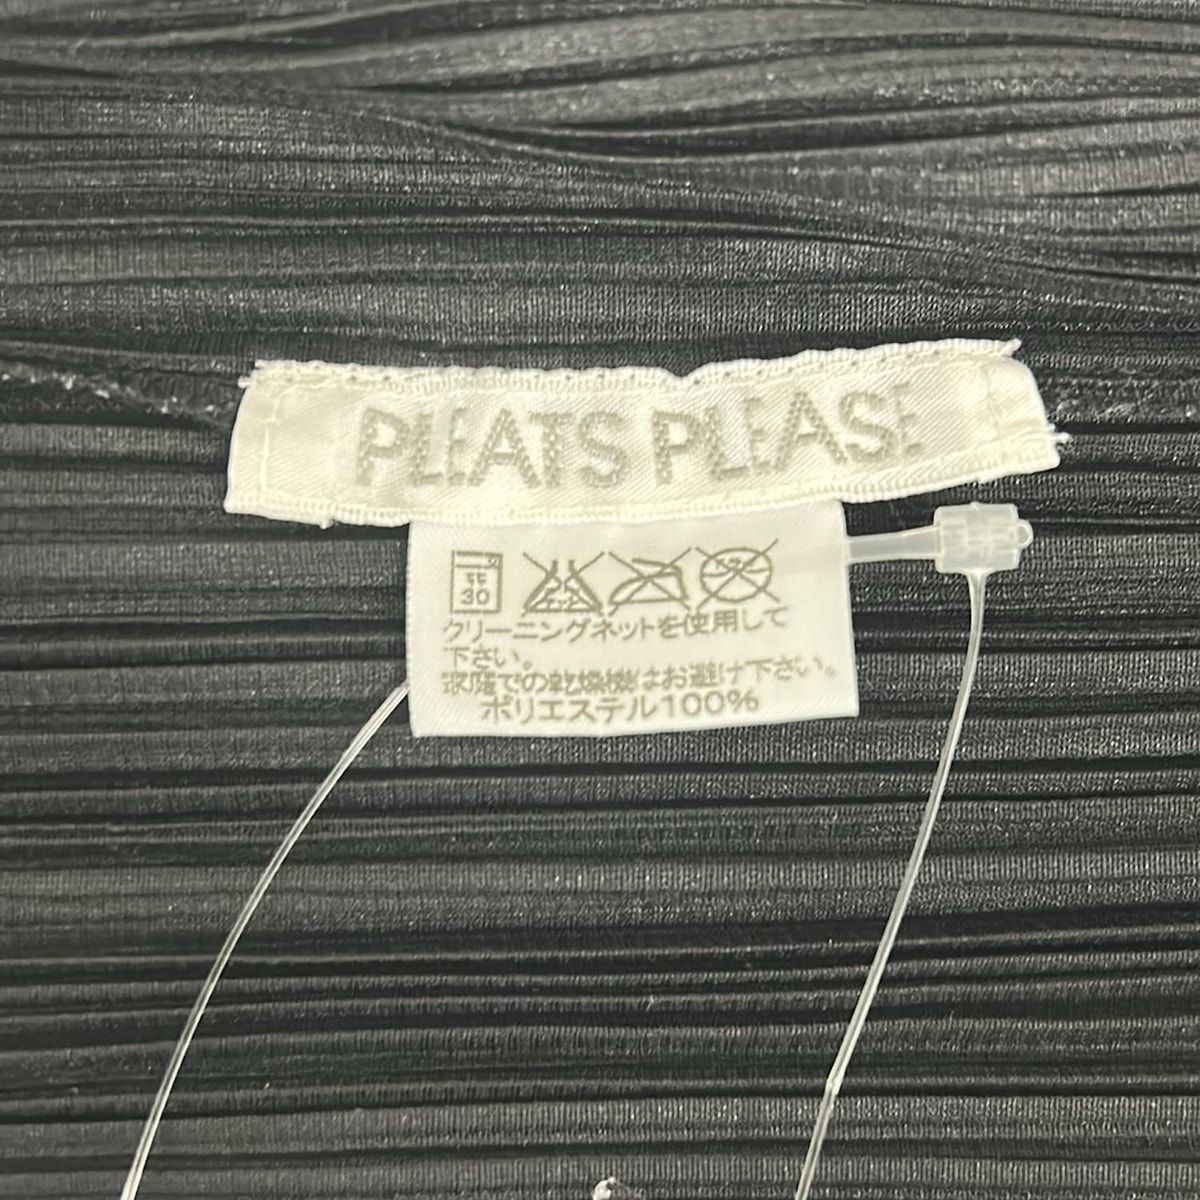 PLEATS PLEASE
弱
30
クリーニングネットを使用して
下さい。
家庭での乾燥機はお避け下さい。
ポリエステル100%